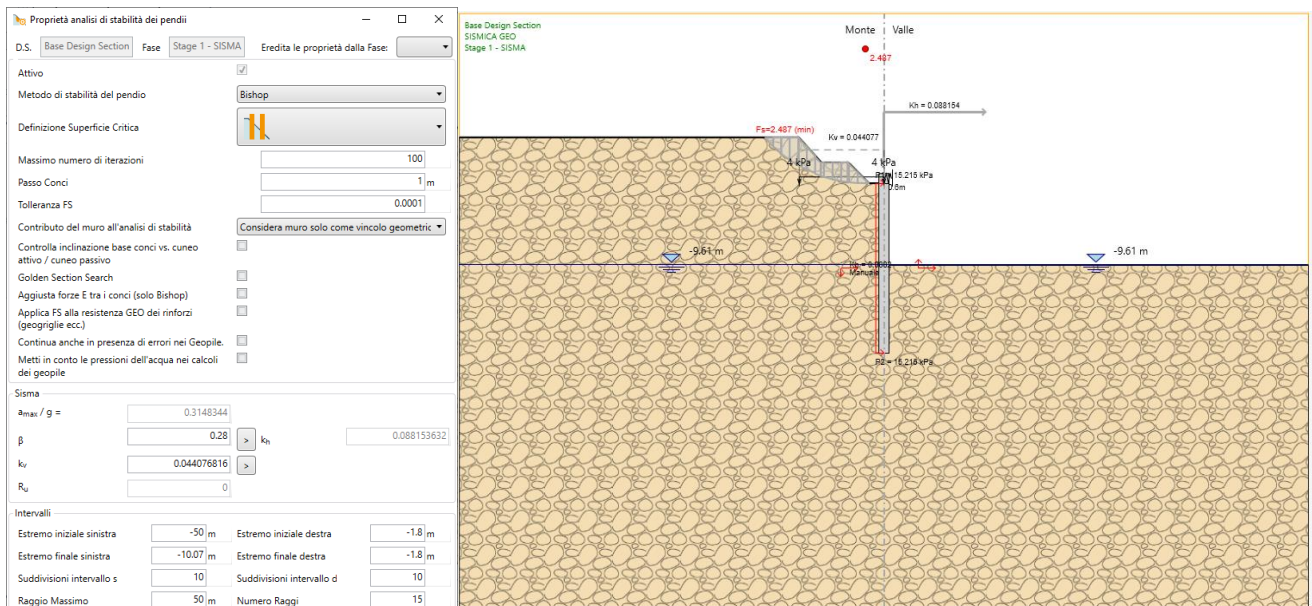 Proprietà analisi di stabilità dei pendii
D.S. Base Design Section Fase Stage 1 - SISMA Eredita le proprietà dalla Fase:
Attivo
Metodo di stabilità del pendio Bishop
Definizione Superficie Critica
Massimo numero di iterazioni 100
Passo Conci 1 m
Tolleranza FS 0.0001
Contributo del muro all'analisi di stabilità Considera muro solo come vincolo geometric
Controlla inclinazione base conci vs. cuneo
attivo / cuneo passivo
Golden Section Search
Aggiusta forze E tra i conci (solo Bishop)
Applica FS alla resistenza GEO dei rinforzi
(geogriglie ecc.)
Continua anche in presenza di errori nei Geopile.
Metti in conto le pressioni dell'acqua nei calcoli
dei geopile
Sisma
amax / g = 0.3148344
β 0.28 > kh 0.088153632
kv 0.044076816 >
Ru 0
Intervalli
Estremo iniziale sinistra -50 m Estremo iniziale destra -1.8 m
Estremo finale sinistra -10.07 m Estremo finale destra -1.8 m
Suddivisioni intervallo s 10 Suddivisioni intervallo d 10
Raggio Massimo 50 m Numero Raggi 15
Base Design Section
SISMICA GEO
Stage 1 - SISMA
Monte Valle
2.487
Kh = 0.088154
Fs=2.487 (min)
Kv = 0.044077
4 kPa 4 kPa
15.215 kPa
0.6m
-9.61 m -9.61 m
Manuale
R2 = 15.215 kPa